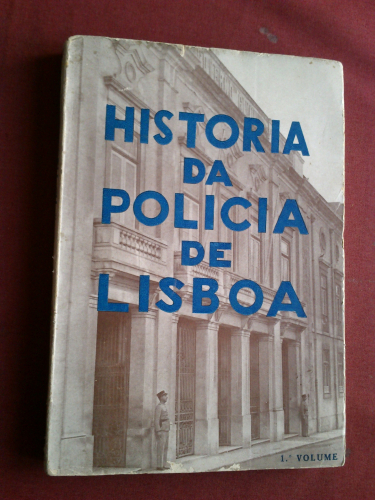 HISTORIA
DA
POLICIA
DE
LISBOA
1.° VOLUME